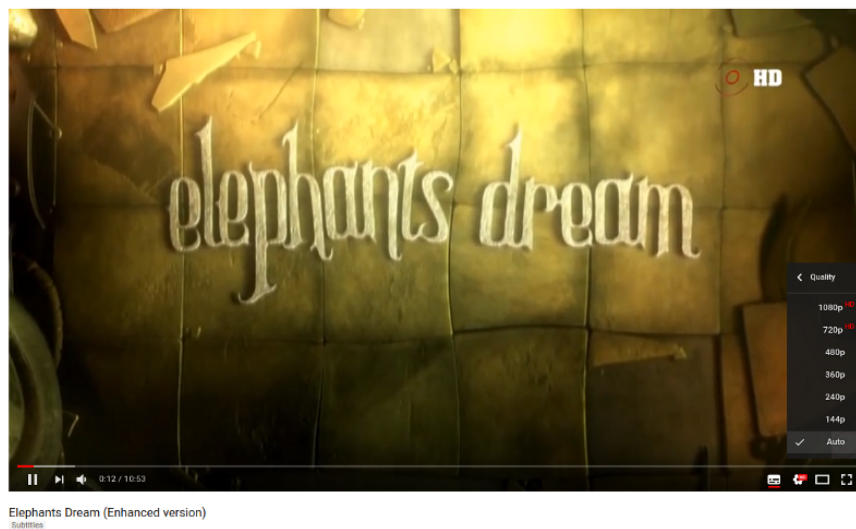 HD
elephants dream
Quality
1080p HD
720p HD
480p
360p
240p
144p
Auto
0:12 / 10:53
Elephants Dream (Enhanced version)
Subtitles